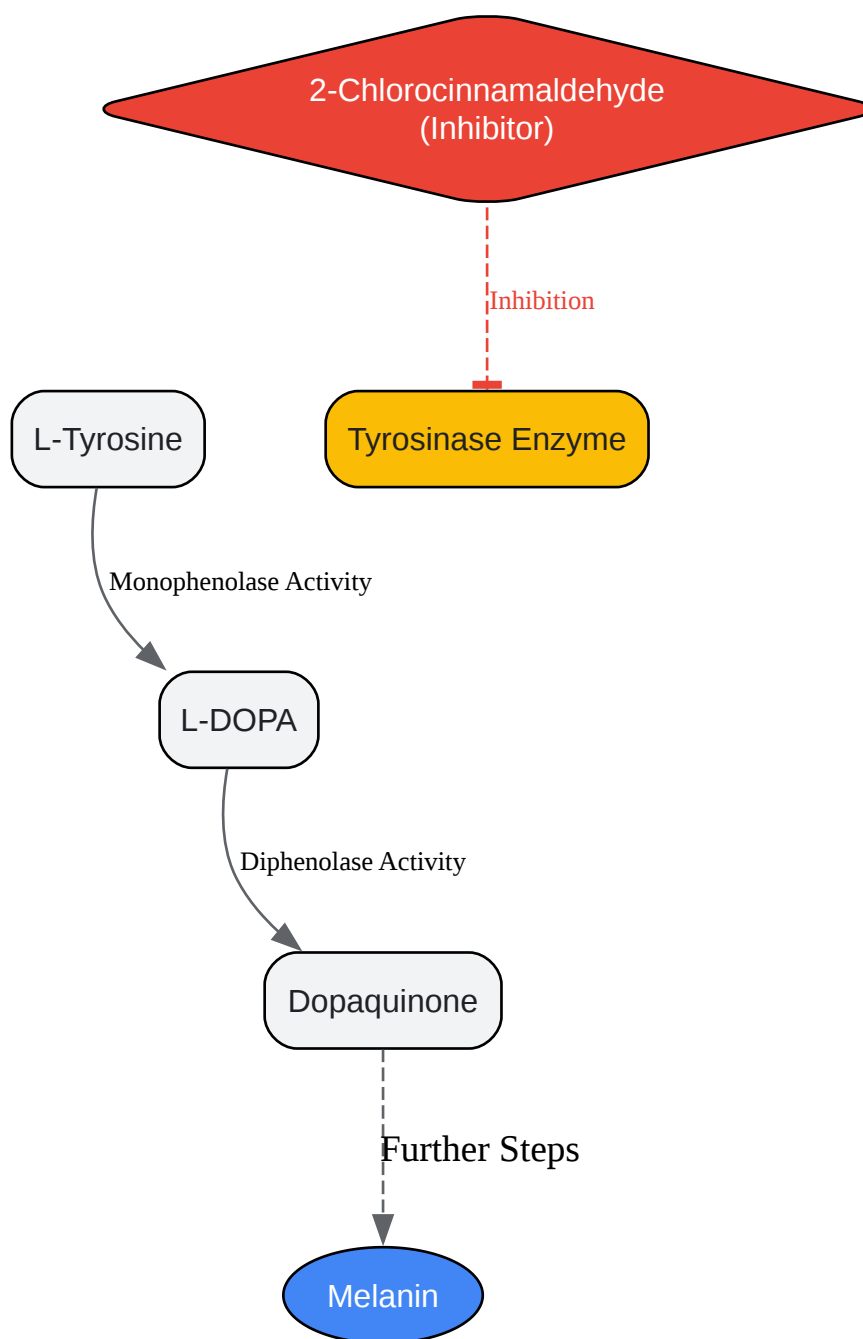 2-Chlorocinnamaldehyde
(Inhibitor)
Inhibition
L-Tyrosine
Tyrosinase Enzyme
Monophenolase Activity
L-DOPA
Diphenolase Activity
Dopaquinone
Further Steps
Melanin